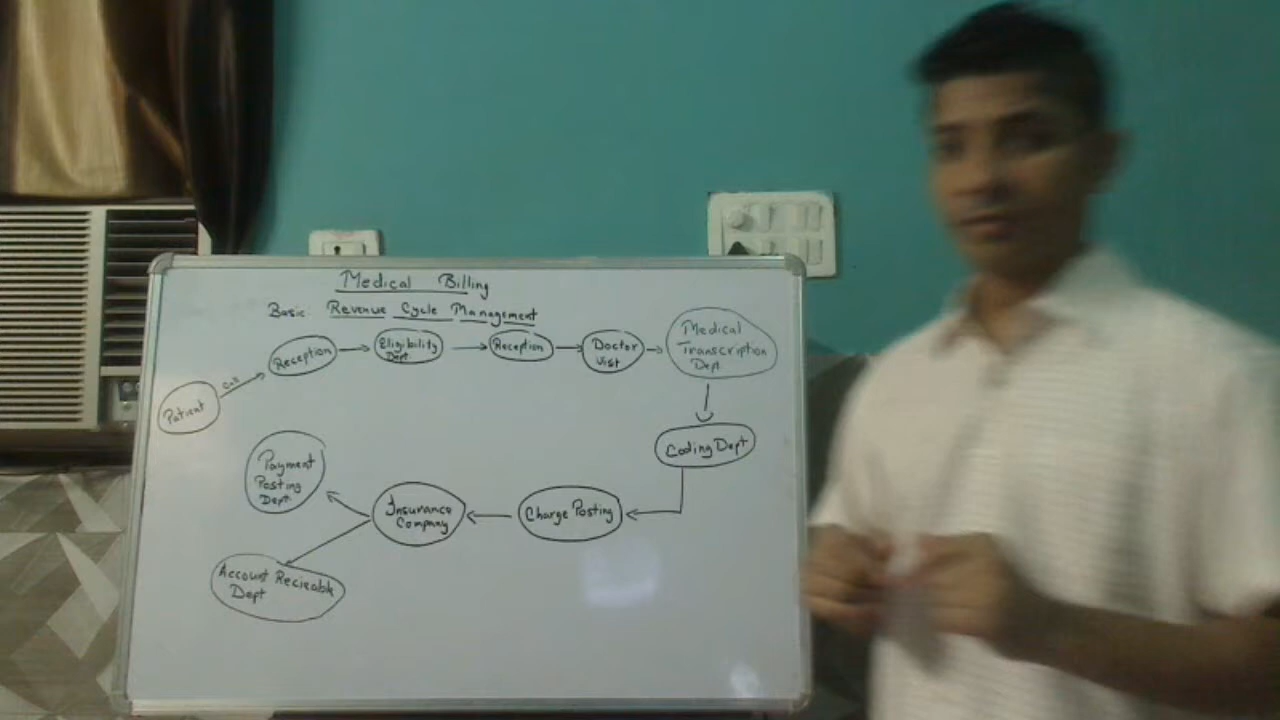 Medical Billing
Basic Revenue Cycle Management
Patient
Call
Reception
Eligibility
Dept.
Reception
Doctor
Visit
Medical
Transcription
Dept.
Coding Dept
Charge Posting
Insurance
Company
Payment
Posting
Dept
Account Recieable
Dept